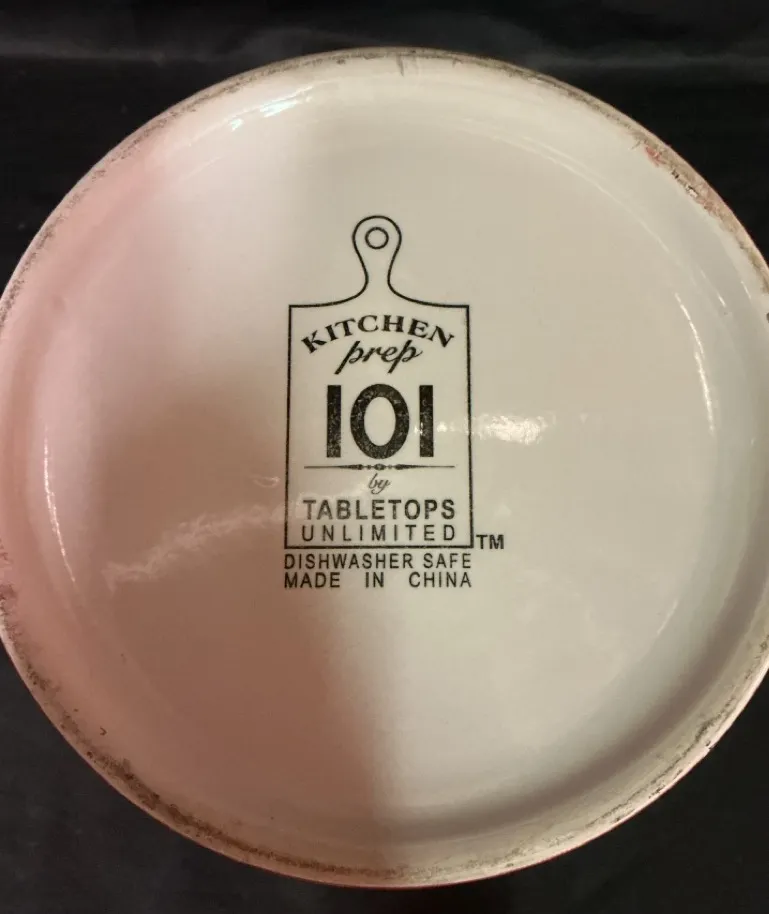 KITCHEN
prep
101
by
TABLETOPS
UNLIMITED TM
DISHWASHER SAFE
MADE IN CHINA